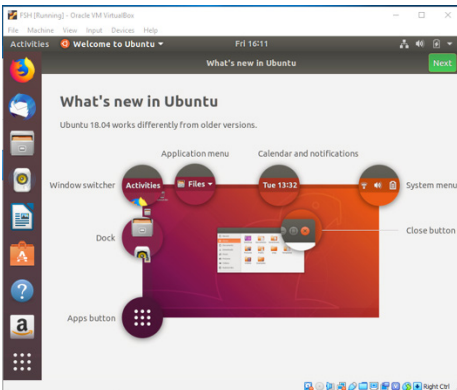 FSH [Running] - Oracle VM VirtualBox
File Machine View Input Devices Help
Activities Welcome to Ubuntu Fri 16:11
What's new in Ubuntu Next
What's new in Ubuntu
Ubuntu 18.04 works differently from older versions.
Application menu Calendar and notifications
Window switcher Activities Files Tue 13:32 System menu
Dock Close button
Apps button
Right Ctrl